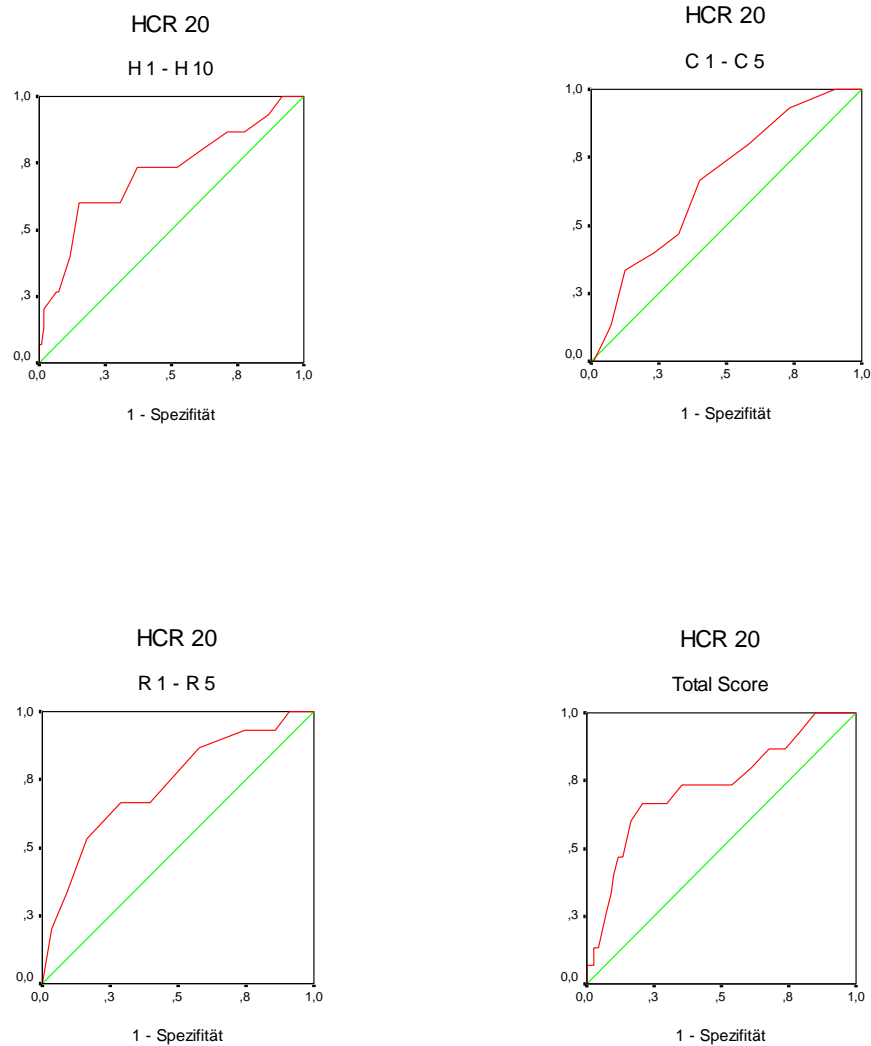 HCR 20
H 1 - H 10
1,0
,8
,5
,3
0,0
0,0 ,3 ,5 ,8 1,0
1 - Spezifität
HCR 20
C 1 - C 5
1,0
,8
,5
,3
0,0
0,0 ,3 ,5 ,8 1,0
1 - Spezifität
HCR 20
R 1 - R 5
1,0
,8
,5
,3
0,0
0,0 ,3 ,5 ,8 1,0
1 - Spezifität
HCR 20
Total Score
1,0
,8
,5
,3
0,0
0,0 ,3 ,5 ,8 1,0
1 - Spezifität